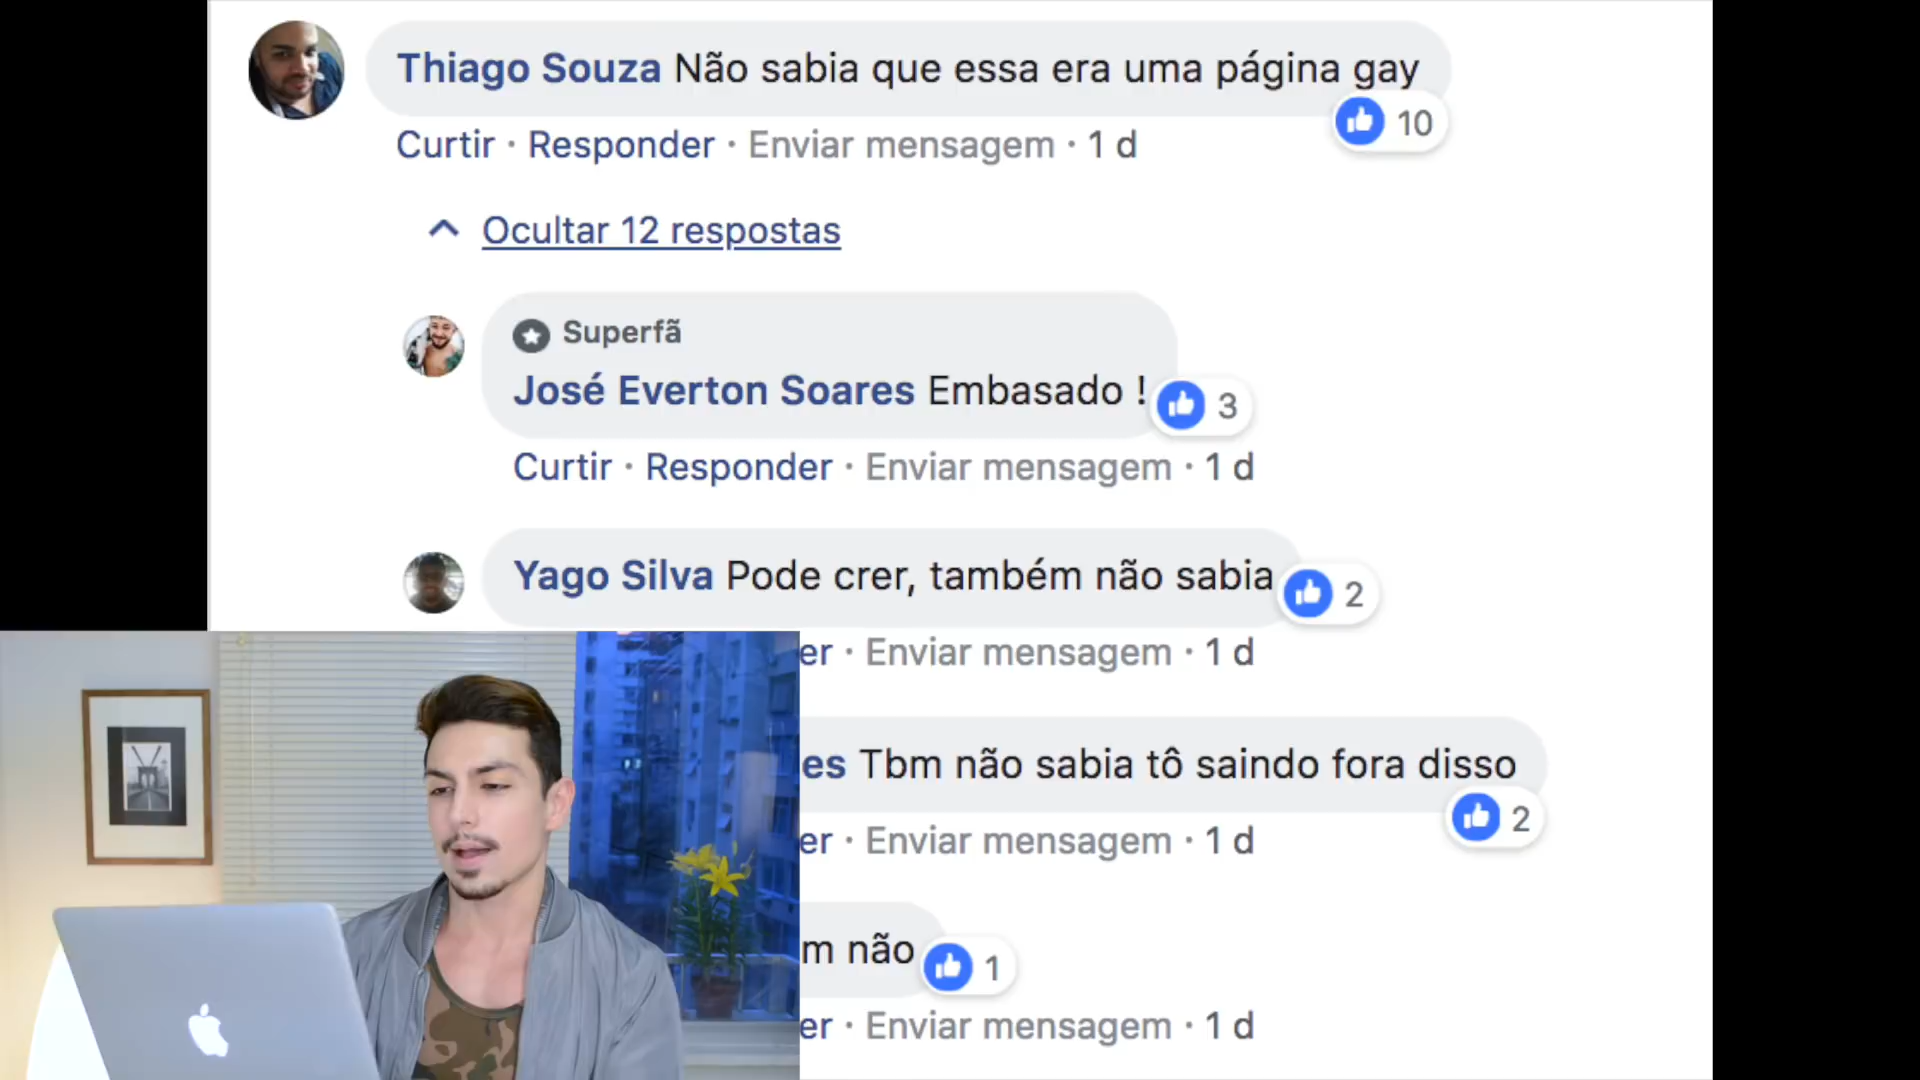 Thiago Souza Não sabia que essa era uma página gay
10
Curtir · Responder · Enviar mensagem · 1 d
Ocultar 12 respostas
Superfã
José Everton Soares Embasado !
3
Curtir · Responder · Enviar mensagem · 1 d
Yago Silva Pode crer, também não sabia
2
er · Enviar mensagem · 1 d
es Tbm não sabia tô saindo fora disso
2
er · Enviar mensagem · 1 d
m não
1
er · Enviar mensagem · 1 d